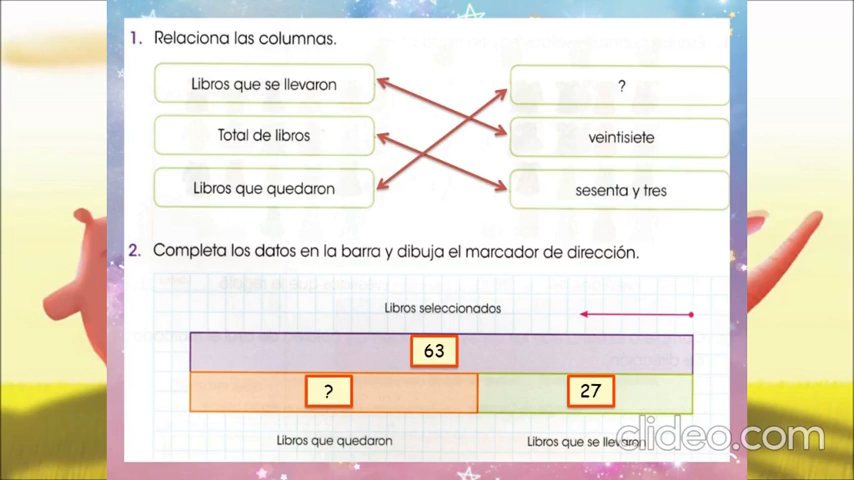 1. Relaciona las columnas.
Libros que se llevaron
?
Total de libros
veintisiete
Libros que quedaron
sesenta y tres
2. Completa los datos en la barra y dibuja el marcador de dirección.
Libros seleccionados
63
?
27
Libros que quedaron
Libros que se llevaron
clideo.com